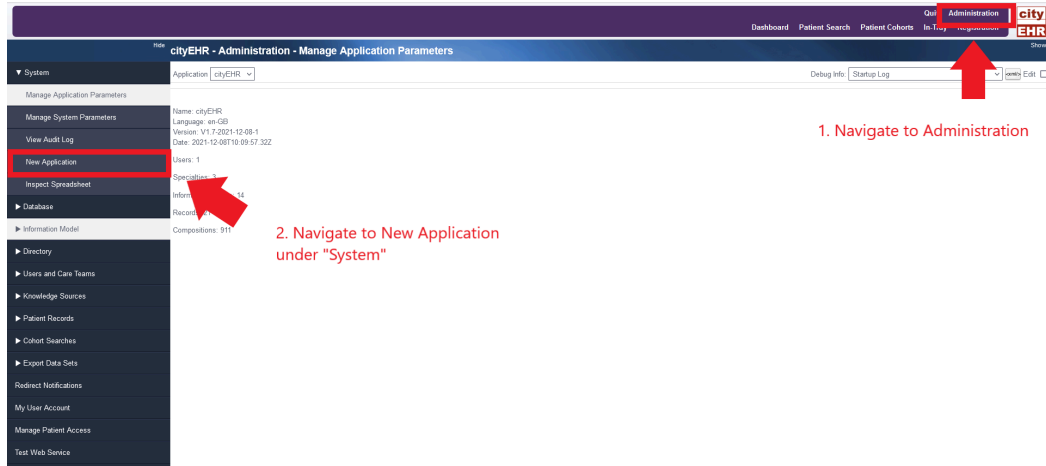 Quit Administration
Dashboard Patient Search Patient Cohorts In-Tray Registration
city
EHR
Hide
cityEHR - Administration - Manage Application Parameters
Show
▼ System
Application cityEHR
Debug Info: Startup Log
Edit
Manage Application Parameters
Manage System Parameters
View Audit Log
New Application
Inspect Spreadsheet
▶ Database
▶ Information Model
▶ Directory
▶ Users and Care Teams
▶ Knowledge Sources
▶ Patient Records
▶ Cohort Searches
▶ Export Data Sets
Redirect Notifications
My User Account
Manage Patient Access
Test Web Service
Name: cityEHR
Language: en-GB
Version: V1.7-2021-12-08-1
Date: 2021-12-08T10:09:57.32Z
Users: 1
Specialties: 3
14
Compositions: 911
1. Navigate to Administration
2. Navigate to New Application
under "System"